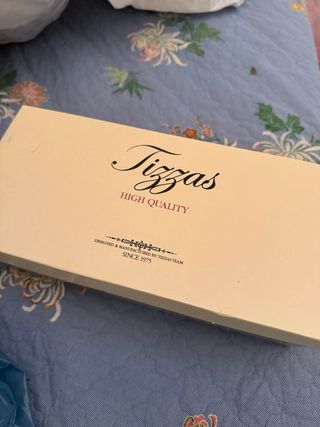 Tizzas
HIGH QUALITY
DESIGNED & MANUFACTURED BY TIZZAS TEAM
SINCE 1975